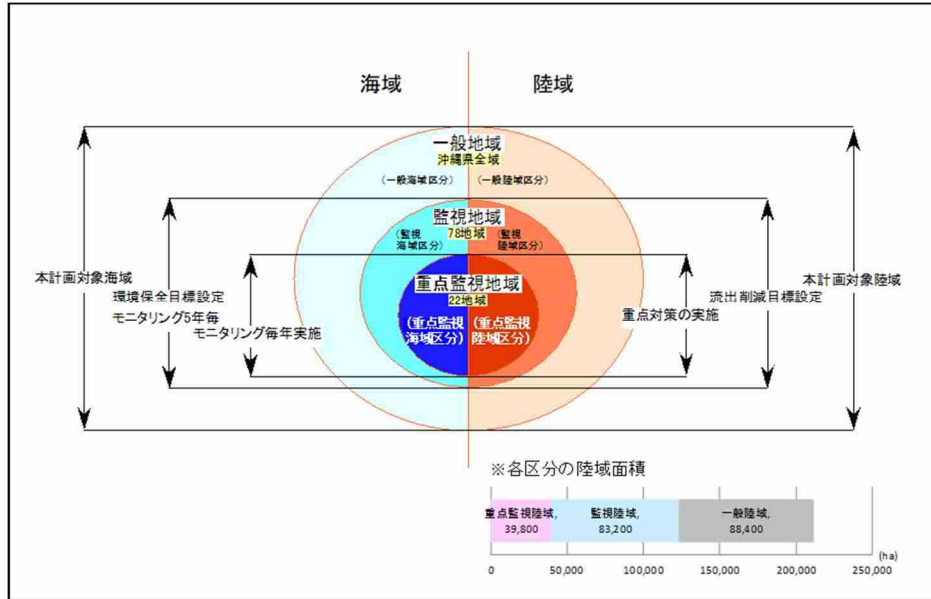 海域
陸域
一般地域
沖縄県全域
（一般海域区分）
（一般陸域区分）
監視地域
78地域
（監視
海域区分）
（監視
陸域区分）
重点監視地域
22地域
（重点監視
海域区分）
（重点監視
陸域区分）
本計画対象海域
環境保全目標設定
モニタリング5年毎
モニタリング毎年実施
重点対策の実施
流出削減目標設定
本計画対象陸域
※各区分の陸域面積
重点監視陸域,
39,800
監視陸域,
83,200
一般陸域,
88,400
(ha)
0
50,000
100,000
150,000
200,000
250,000